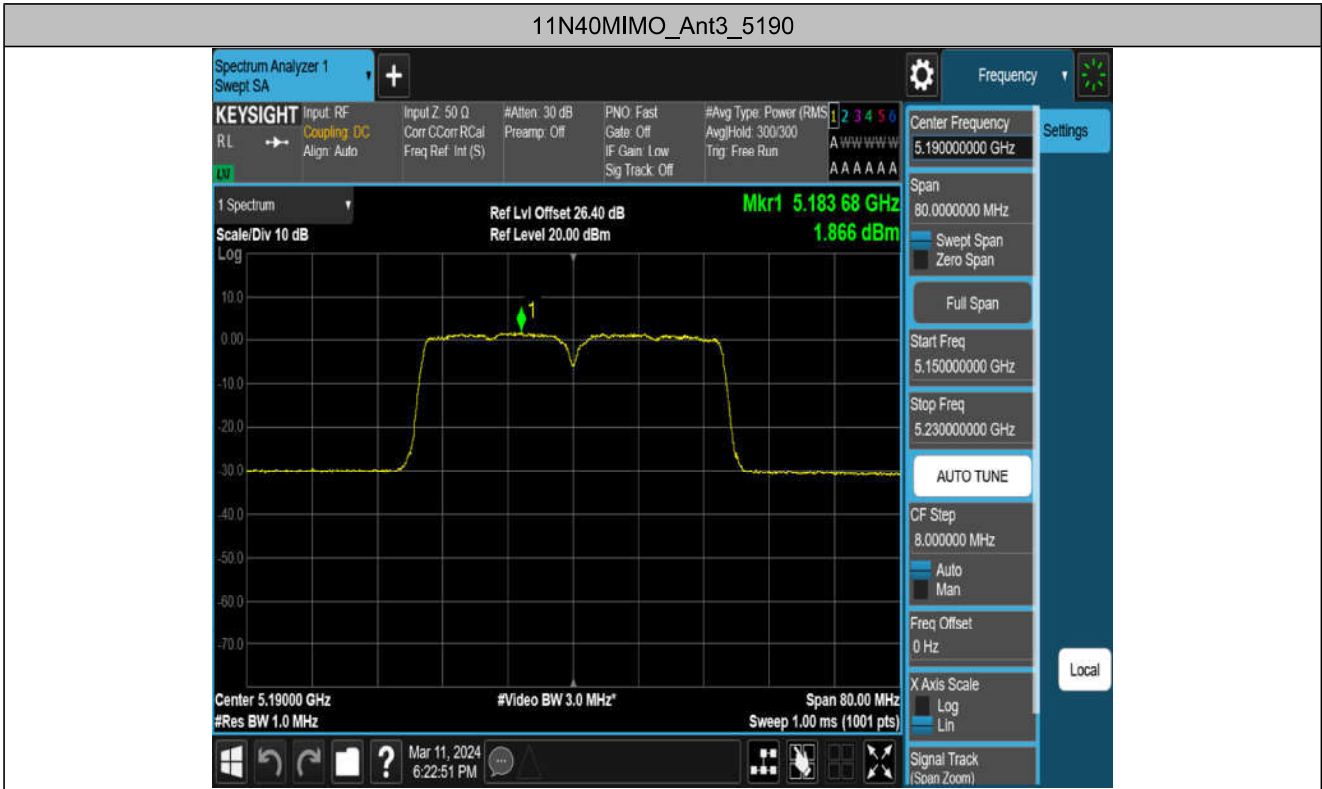 11N40MIMO_Ant3_5190
Spectrum Analyzer 1
Swept SA
Frequency
KEYSIGHT
RL
Input: RF
Coupling: DC
Align: Auto
Input Z: 50 Ω
Corr CCorr RCal
Freq Ref: Int (S)
#Atten: 30 dB
Preamp: Off
PNO: Fast
Gate: Off
IF Gain: Low
Sig Track: Off
#Avg Type: Power (RMS
Avg|Hold: 300/300
Trig: Free Run
1 2 3 4 5 6
A W W W W W
A A A A A A
1 Spectrum
Scale/Div 10 dB
Log
Ref Lvl Offset 26.40 dB
Ref Level 20.00 dBm
Mkr1 5.183 68 GHz
1.866 dBm
10.0
0.00
-10.0
-20.0
-30.0
-40.0
-50.0
-60.0
-70.0
1
Center 5.19000 GHz
#Res BW 1.0 MHz
#Video BW 3.0 MHz*
Span 80.00 MHz
Sweep 1.00 ms (1001 pts)
Mar 11, 2024
6:22:51 PM
Center Frequency
5.190000000 GHz
Settings
Span
80.0000000 MHz
Swept Span
Zero Span
Full Span
Start Freq
5.150000000 GHz
Stop Freq
5.230000000 GHz
AUTO TUNE
CF Step
8.000000 MHz
Auto
Man
Freq Offset
0 Hz
X Axis Scale
Log
Lin
Local
Signal Track
(Span Zoom)